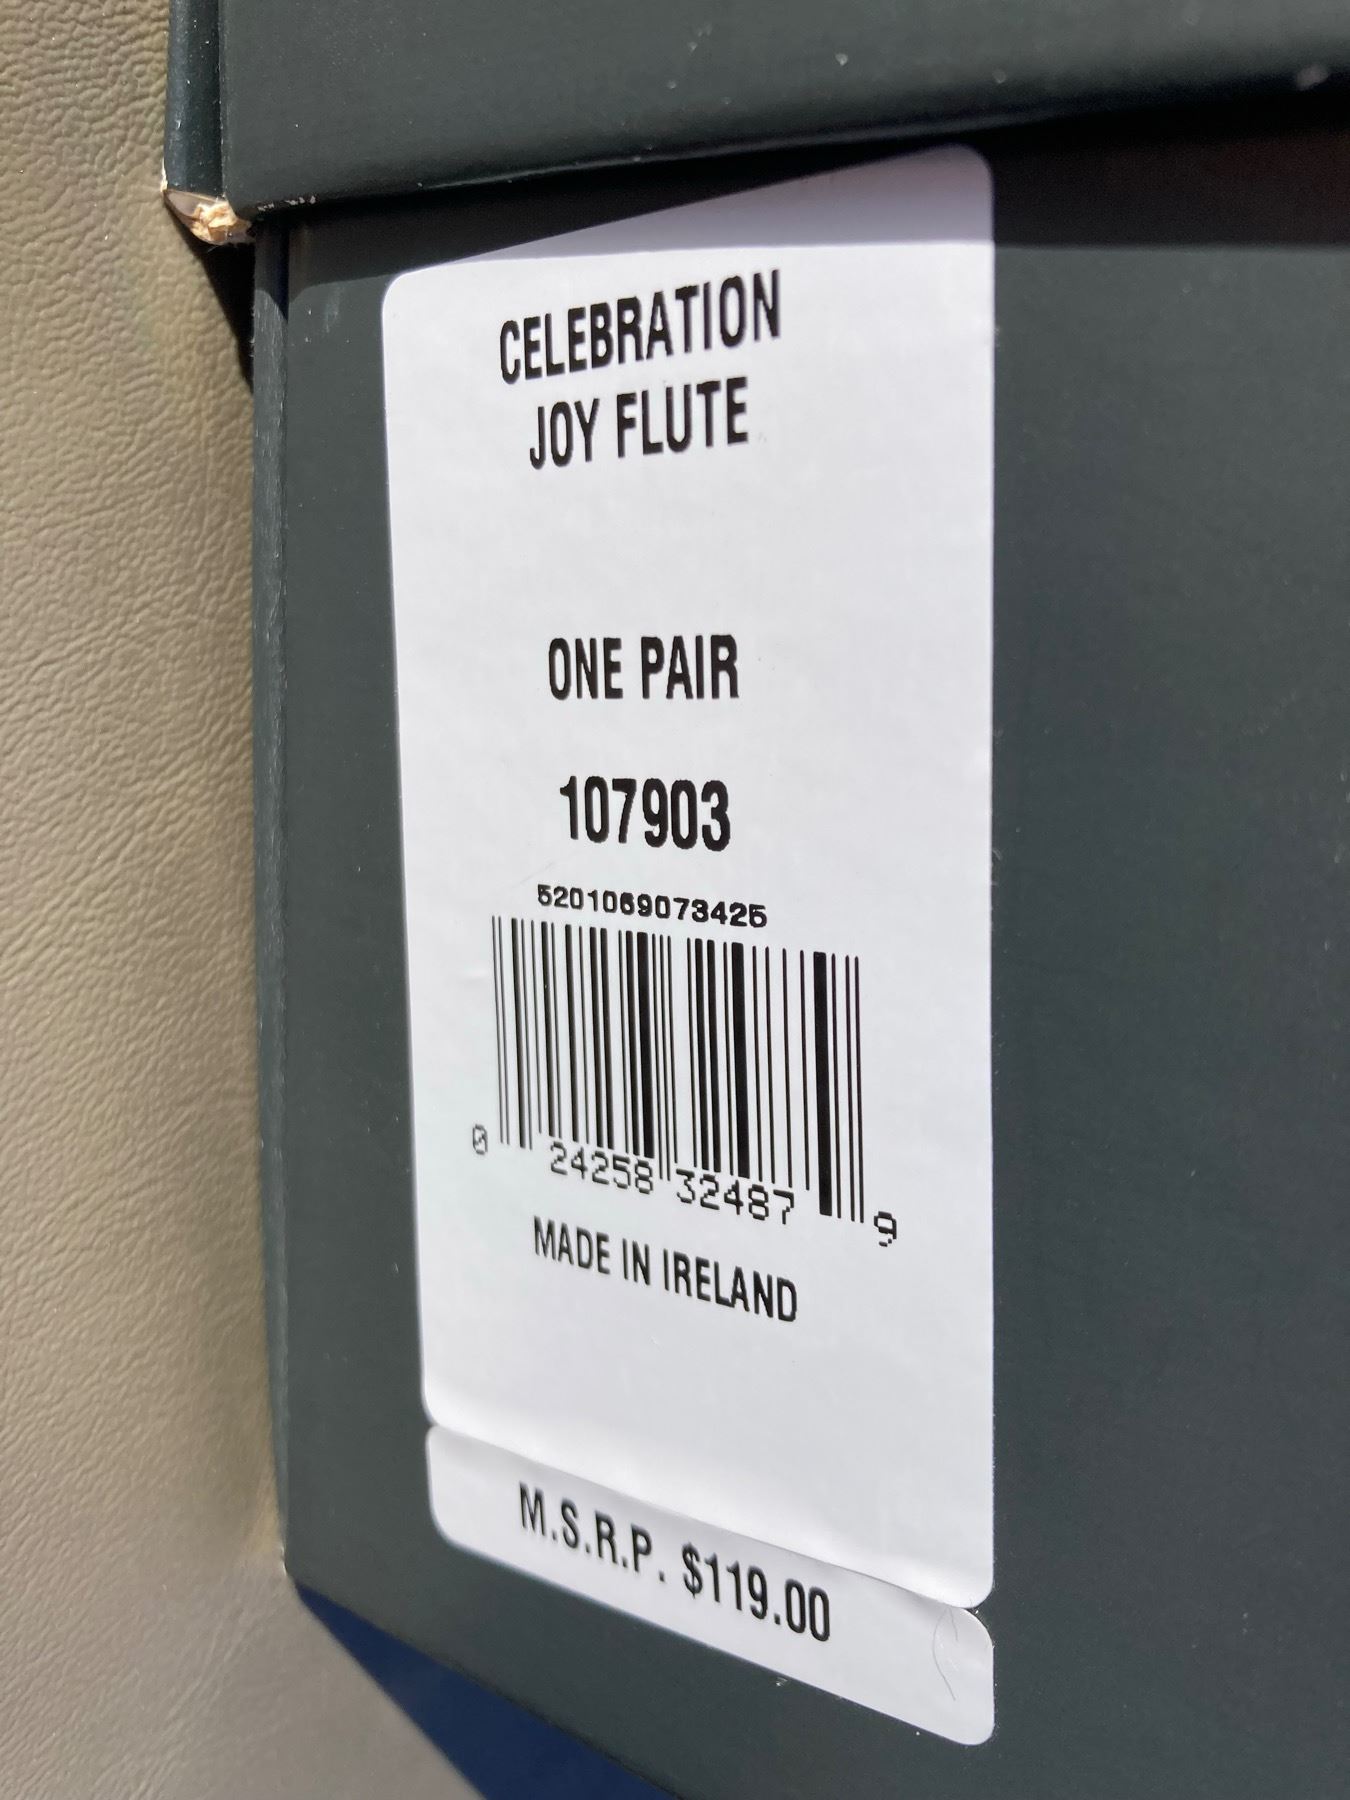 CELEBRATION
JOY FLUTE
ONE PAIR
107903
5201069073425
0 24258 32487 9
MADE IN IRELAND
M.S.R.P. $119.00